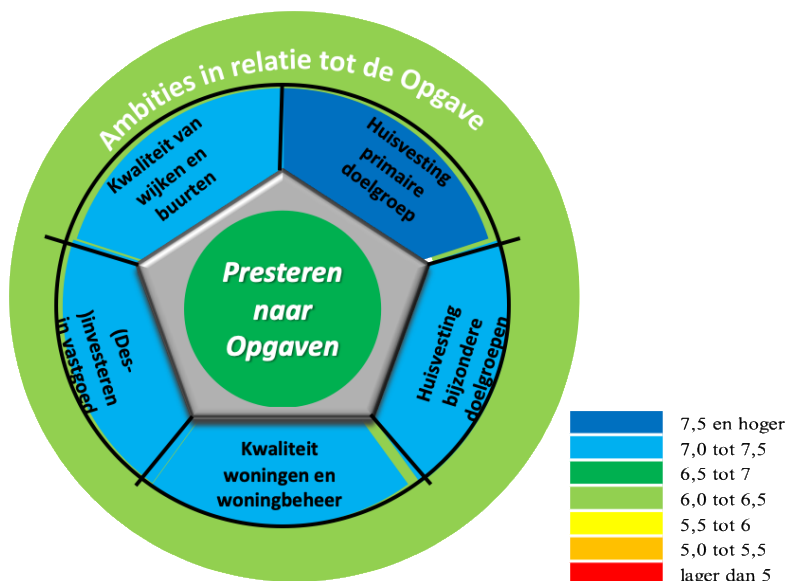 Ambities in relatie tot de Opgave
Kwaliteit van
wijken en
buurten
Huisvesting
primaire
doelgroep
(Des-
)investeren
in vastgoed
Presteren
naar
Opgaven
Huisvesting
bijzondere
doelgroepen
Kwaliteit
woningen en
woningbeheer
7,5 en hoger
7,0 tot 7,5
6,5 tot 7
6,0 tot 6,5
5,5 tot 6
5,0 tot 5,5
lager dan 5